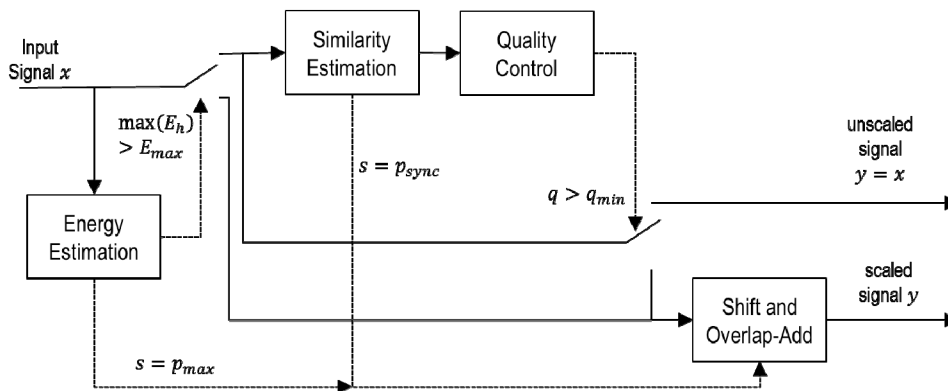 Input
Signal x
Similarity
Estimation
Quality
Control
max(E_h)
> E_max
s = p_sync
unscaled
signal
y = x
q > q_min
Energy
Estimation
scaled
signal y
Shift and
Overlap-Add
s = p_max